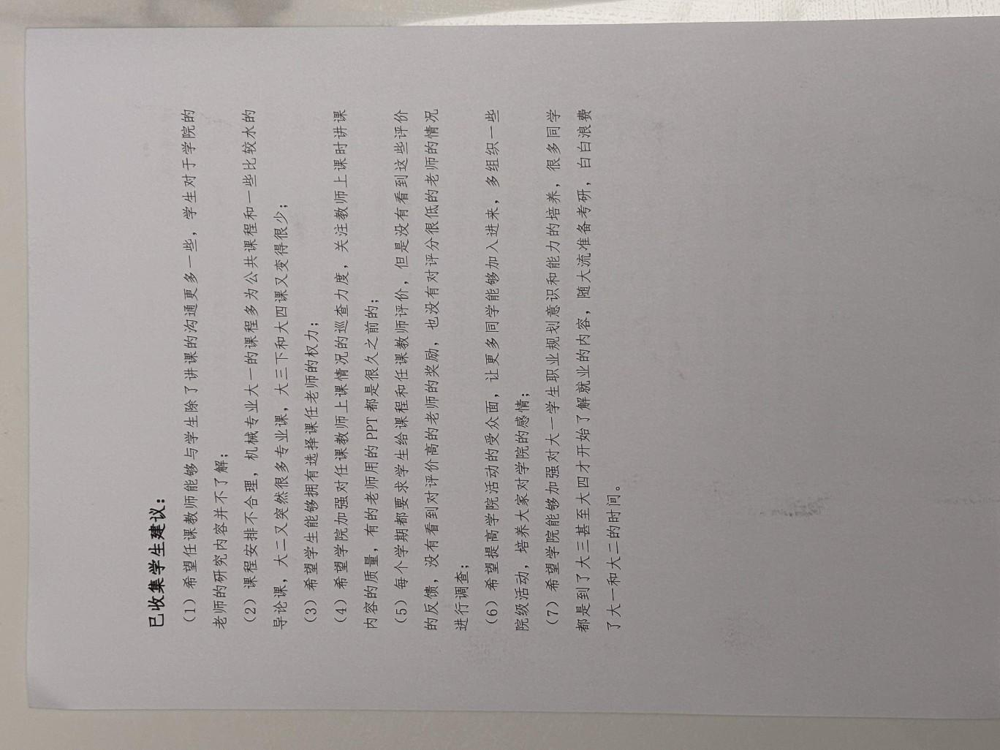 已收集学生建议：
（1）希望任课教师能够与学生除了讲课的沟通更多一些，学生对于学院的
老师的研究内容并不了解；
（2）课程安排不合理，机械专业大一的课程多为公共课程和一些比较水的
导论课，大二又突然很多专业课，大三下和大四课又变得很少；
（3）希望学生能够拥有选择课任老师的权力；
（4）希望学院加强对任课教师上课情况的巡查力度，关注教师上课时讲课
内容的质量，有的老师用的PPT都是很久之前的；
（5）每个学期都要求学生给课程和任课教师评价，但是没有看到这些评价
的反馈，没有看到对评价高的老师的奖励，也没有对评分很低的老师的情况
进行调查；
（6）希望提高学院活动的受众面，让更多同学能够加入进来，多组织一些
院级活动，培养大家对学院的感情；
（7）希望学院能够加强对大一学生职业规划意识和能力的培养，很多同学
都是到了大三甚至大四才开始了解就业的内容，随大流准备考研，白白浪费
了大一和大二的时间。